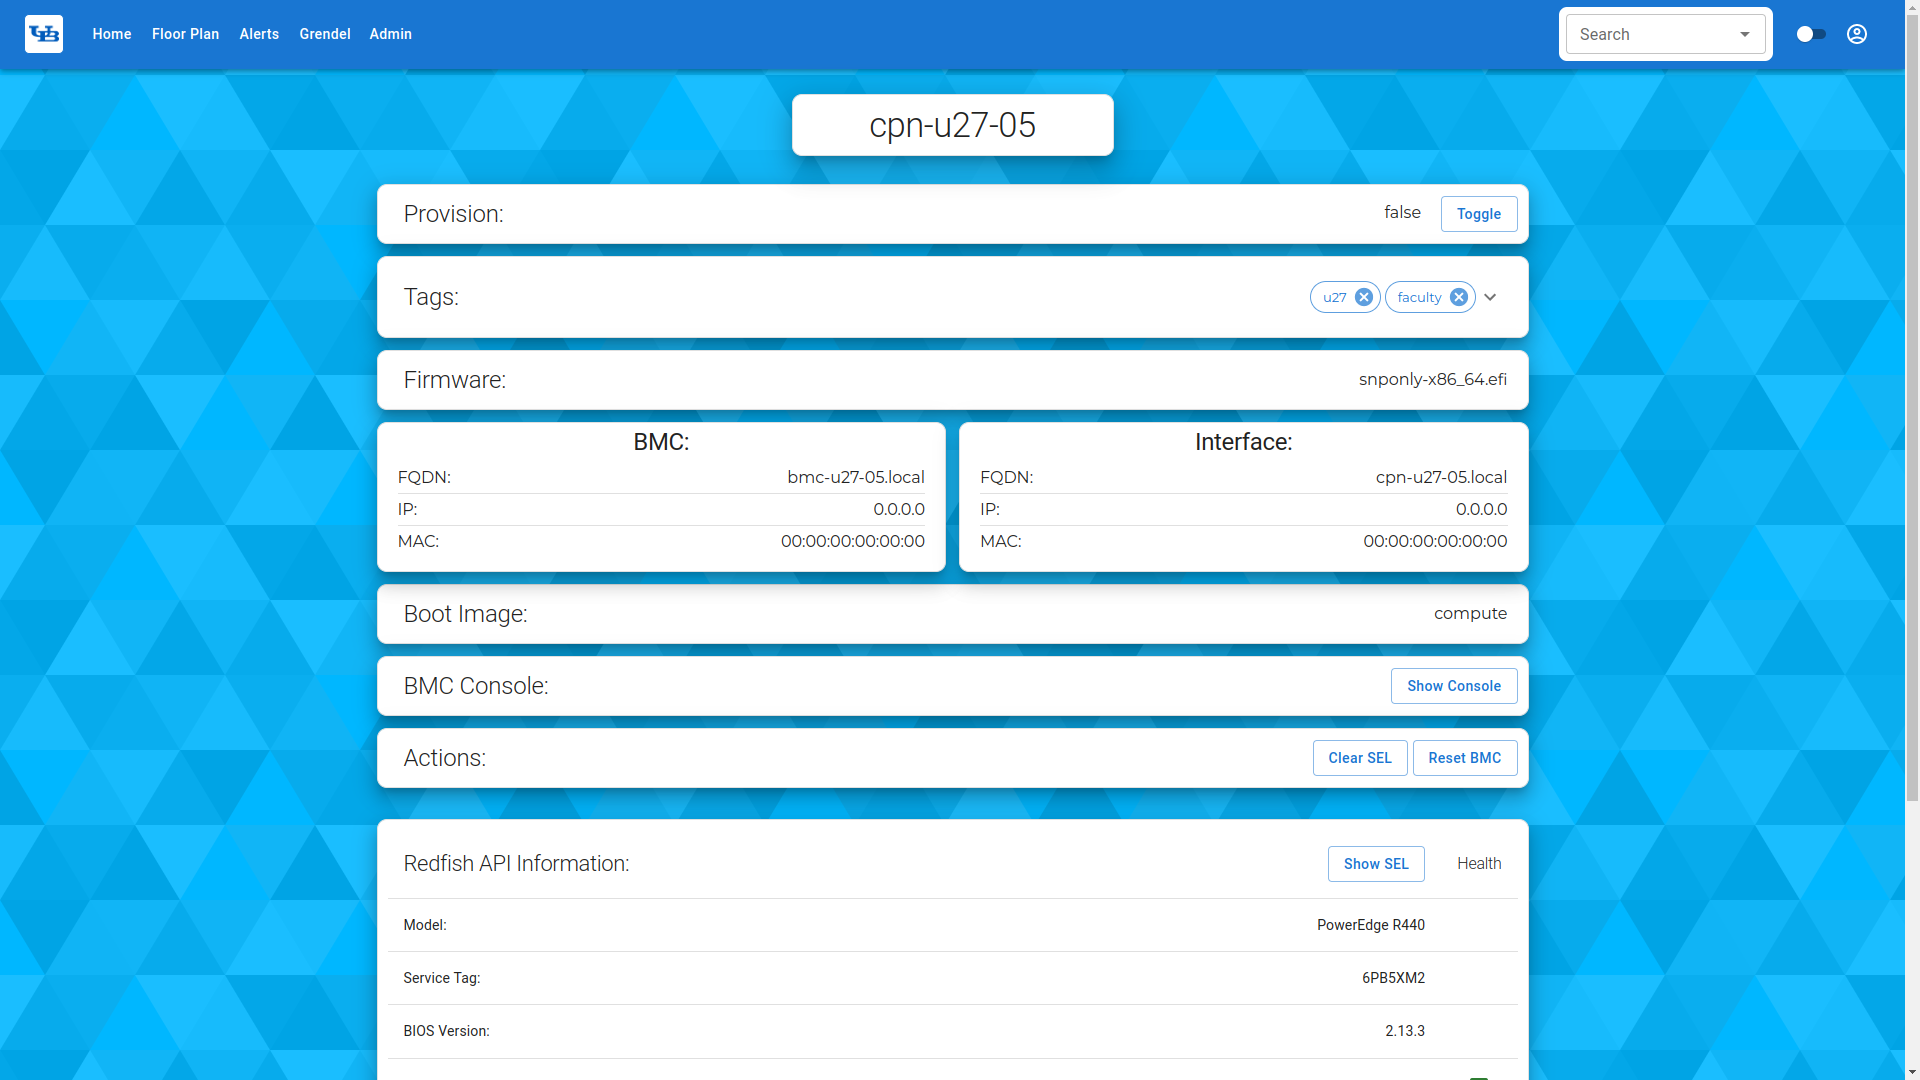 UB Home Floor Plan Alerts Grendel Admin Search
cpn-u27-05
Provision: false Toggle
Tags: u27 faculty
Firmware: snponly-x86_64.efi
BMC:
FQDN: bmc-u27-05.local
IP: 0.0.0.0
MAC: 00:00:00:00:00:00
Interface:
FQDN: cpn-u27-05.local
IP: 0.0.0.0
MAC: 00:00:00:00:00:00
Boot Image: compute
BMC Console: Show Console
Actions: Clear SEL Reset BMC
Redfish API Information: Show SEL Health
Model: PowerEdge R440
Service Tag: 6PB5XM2
BIOS Version: 2.13.3